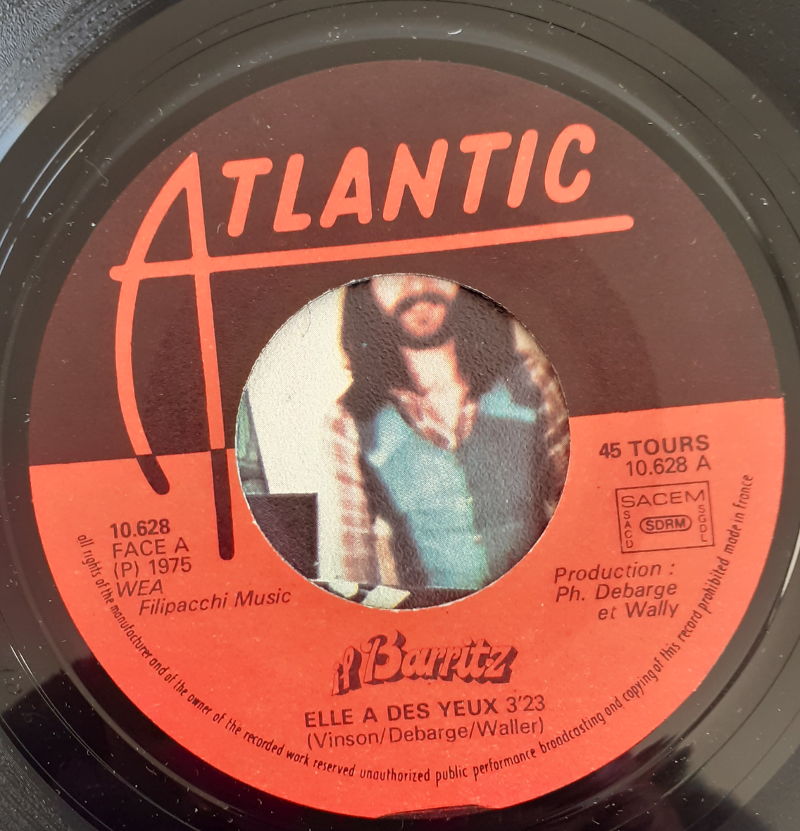 ATLANTIC
45 TOURS
10.628 A
SACEM
SACD
SDRM
SGDL
10.628
FACE A
(P) 1975
WEA
Filipacchi Music
Production :
Ph. Debarge
et Wally
il Barritz
ELLE A DES YEUX 3'23
(Vinson/Debarge/Waller)
all rights of the manufacturer and of the owner of the recorded work reserved unauthorized public performance broadcasting and copying of this record prohibited made in france